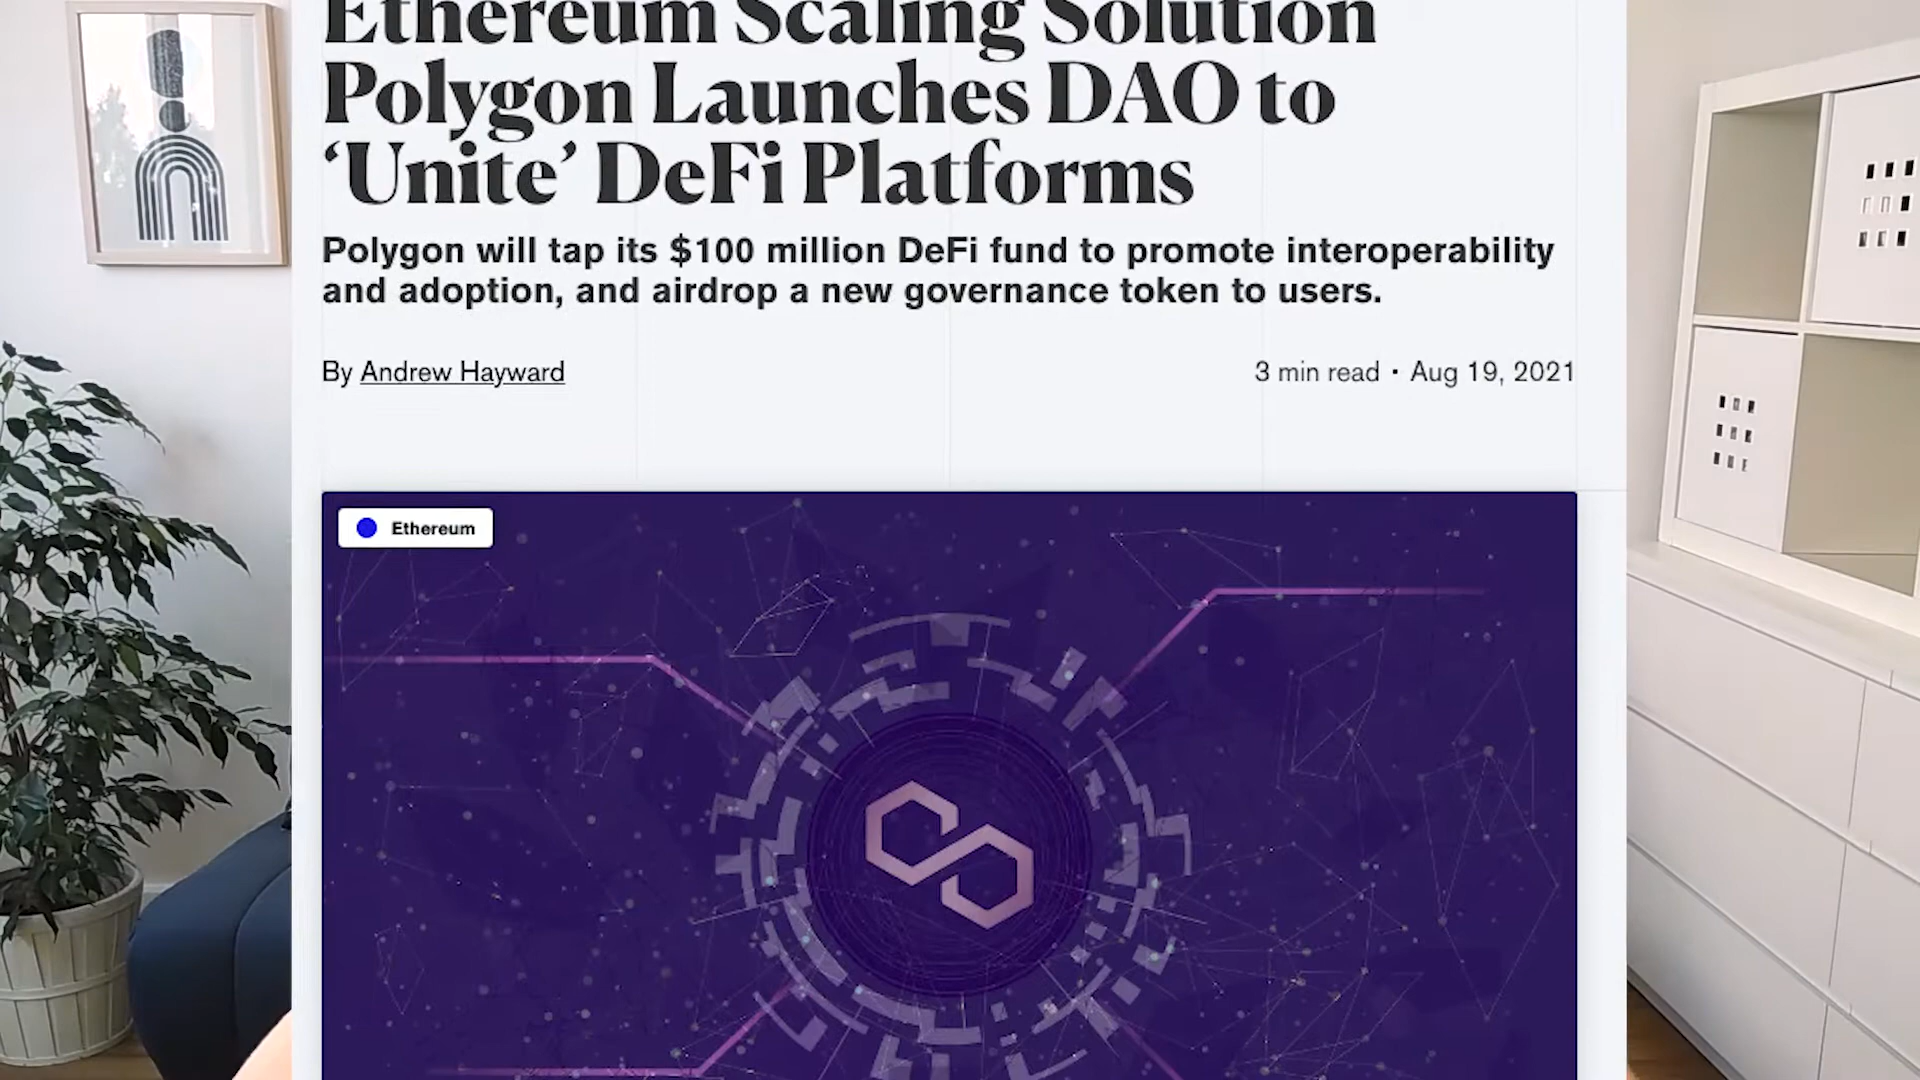 Ethereum Scaling Solution
Polygon Launches DAO to
‘Unite’ DeFi Platforms
Polygon will tap its $100 million DeFi fund to promote interoperability
and adoption, and airdrop a new governance token to users.
By Andrew Hayward
3 min read • Aug 19, 2021
Ethereum